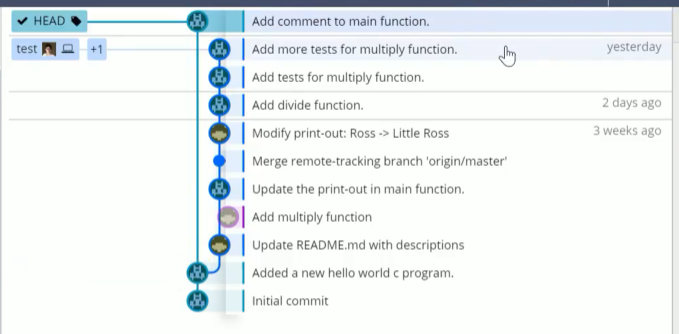 HEAD Add comment to main function.
test +1 Add more tests for multiply function. yesterday
Add tests for multiply function.
Add divide function. 2 days ago
Modify print-out: Ross -> Little Ross 3 weeks ago
Merge remote-tracking branch 'origin/master'
Update the print-out in main function.
Add multiply function
Update README.md with descriptions
Added a new hello world c program.
Initial commit